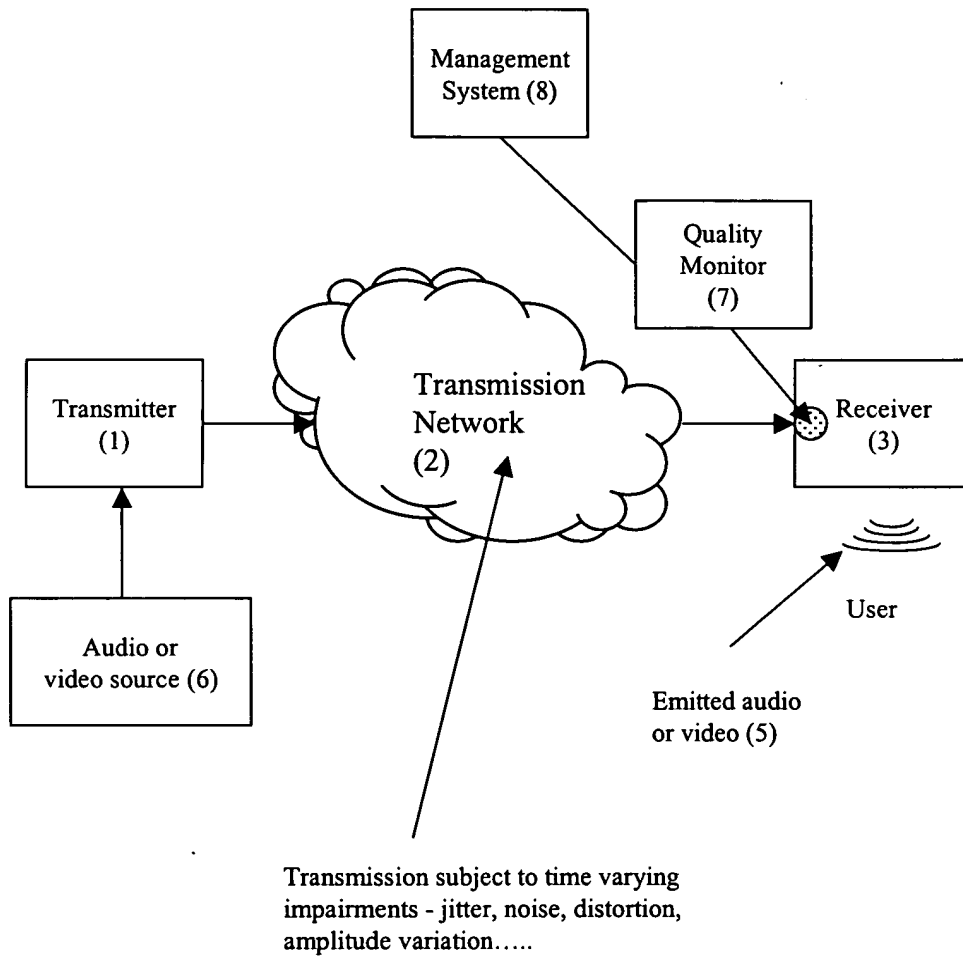 Management
System (8)
Quality
Monitor
(7)
Transmitter
(1)
Transmission
Network
(2)
Receiver
(3)
Audio or
video source (6)
User
Emitted audio
or video (5)
Transmission subject to time varying
impairments - jitter, noise, distortion,
amplitude variation.....